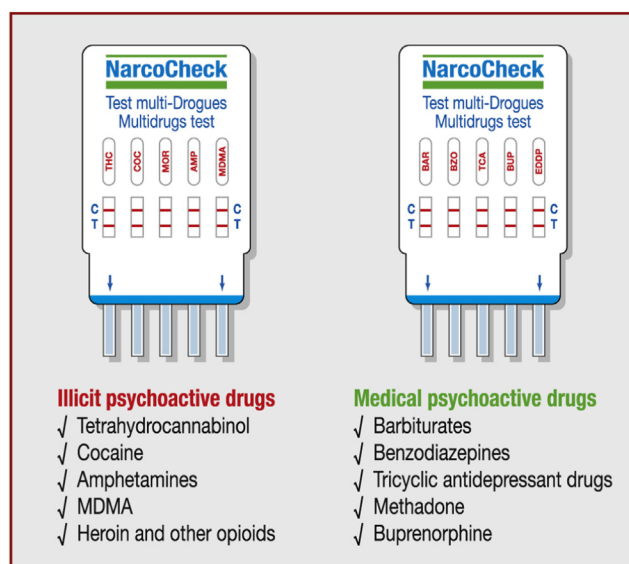 NarcoCheck
Test multi-Drogues
Multidrugs test
THC COC MOR AMP MDMA
C C
T T
Illicit psychoactive drugs
√ Tetrahydrocannabinol
√ Cocaine
√ Amphetamines
√ MDMA
√ Heroin and other opioids
NarcoCheck
Test multi-Drogues
Multidrugs test
BAR BZO TCA BUP EDDP
C C
T T
Medical psychoactive drugs
√ Barbiturates
√ Benzodiazepines
√ Tricyclic antidepressant drugs
√ Methadone
√ Buprenorphine